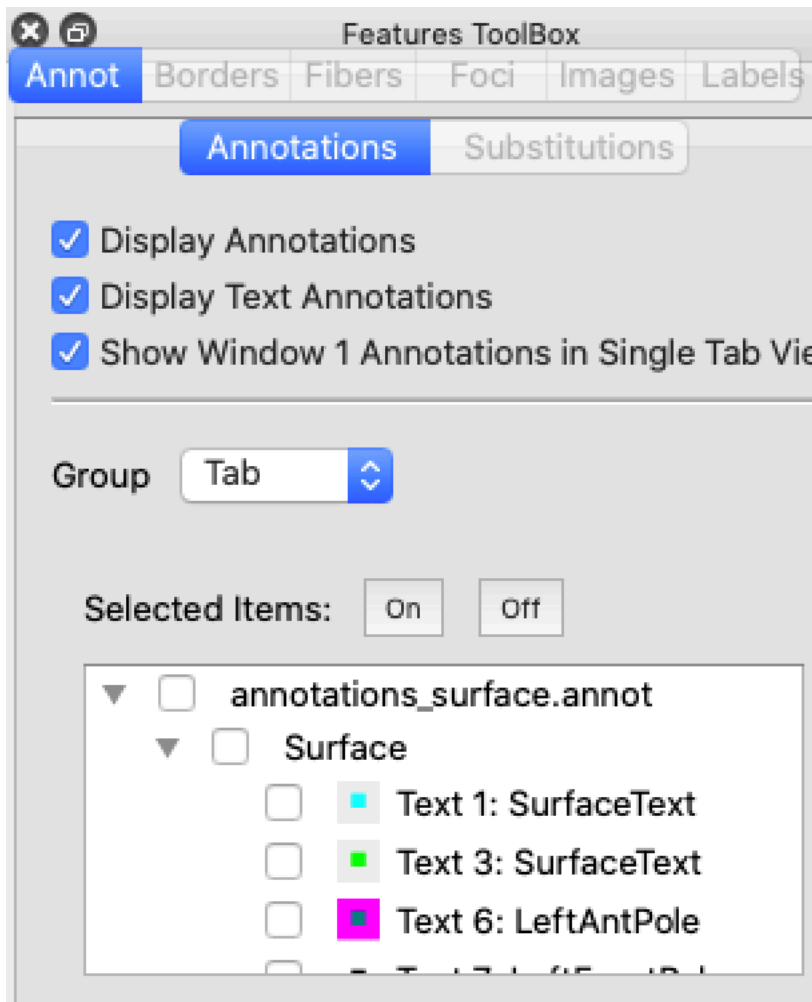 Features ToolBox
Annot Borders Fibers Foci Images Labels
Annotations Substitutions
Display Annotations
Display Text Annotations
Show Window 1 Annotations in Single Tab Vie
Group Tab
Selected Items: On Off
annotations_surface.annot
Surface
Text 1: SurfaceText
Text 3: SurfaceText
Text 6: LeftAntPole